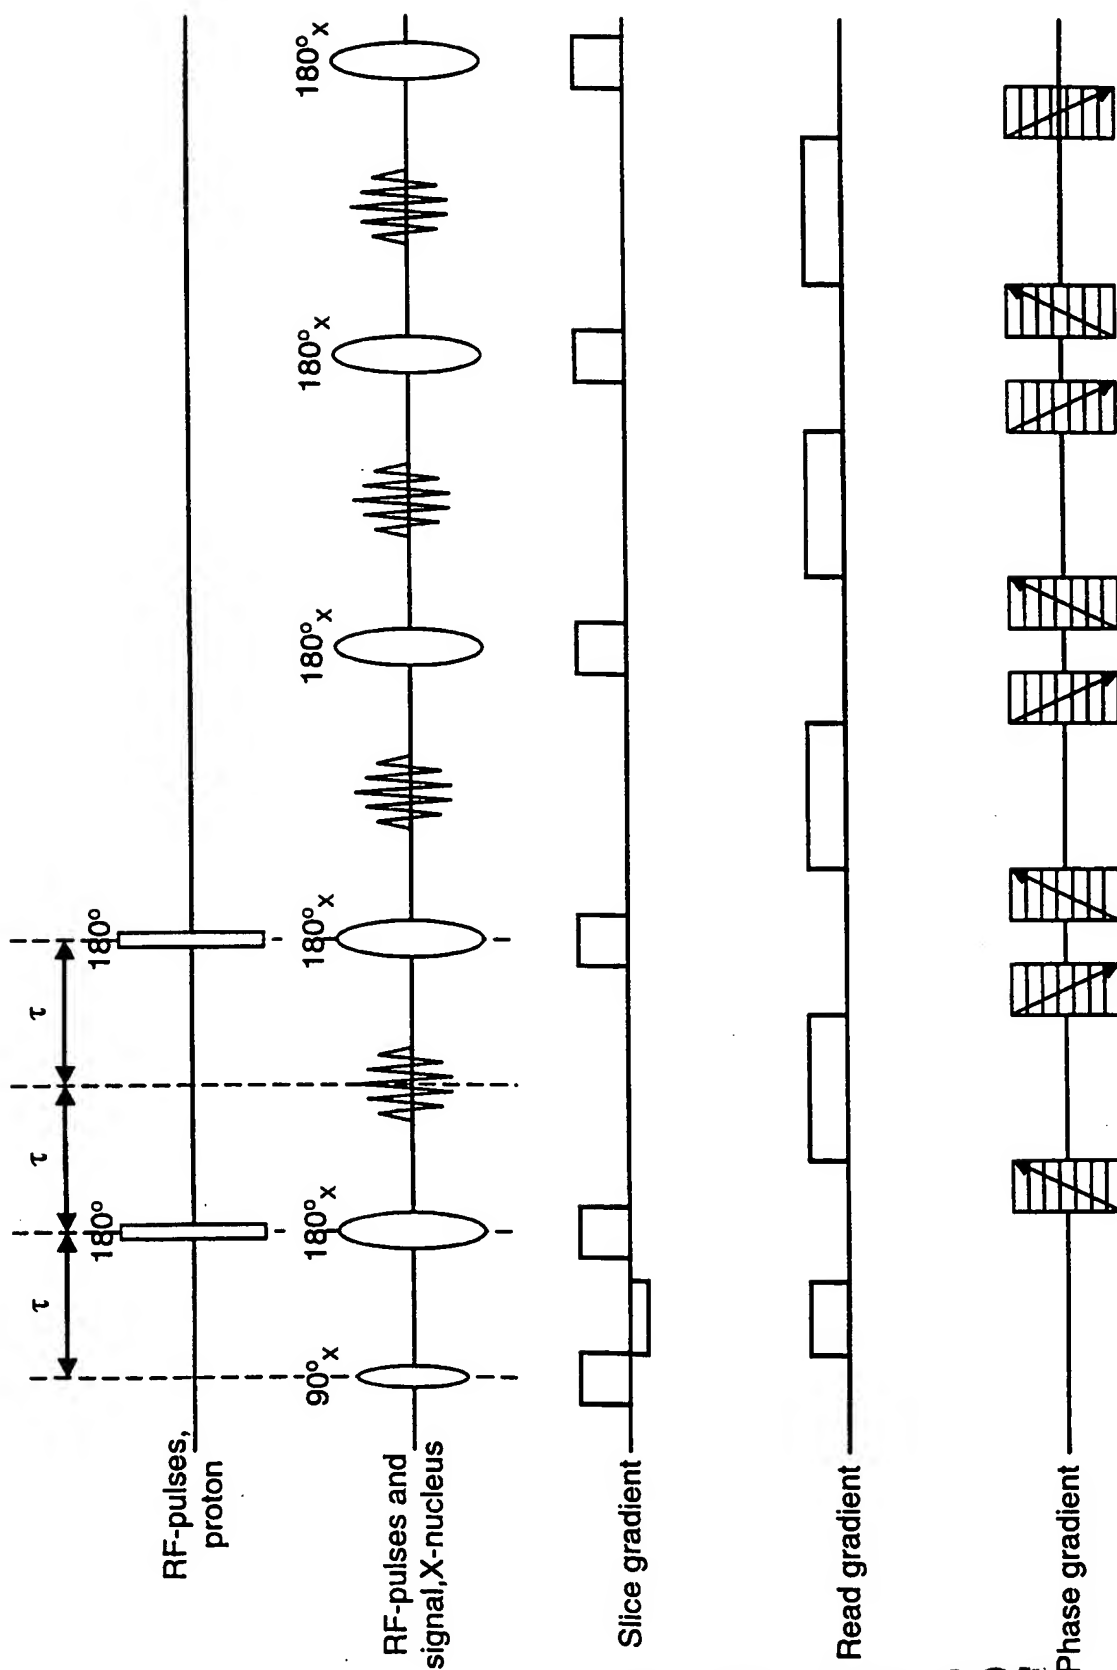 τ
τ
τ
180°
180°
RF-pulses,
proton
90°x
180°x
180°x
180°x
180°x
180°x
RF-pulses and
signal,X-nucleus
Slice gradient
Read gradient
Phase gradient